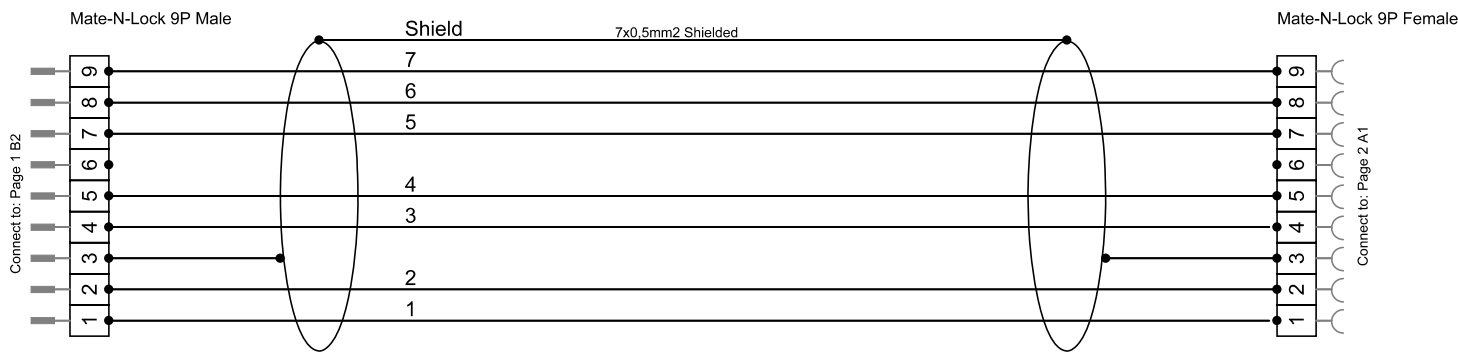 Mate-N-Lock 9P Male
Mate-N-Lock 9P Female
Shield
7x0,5mm2 Shielded
9 7 9
8 6 8
7 5 7
6 6
5 4 5
4 3 4
3 3
2 2 2
1 1 1
Connect to: Page 1 B2
Connect to: Page 2 A1